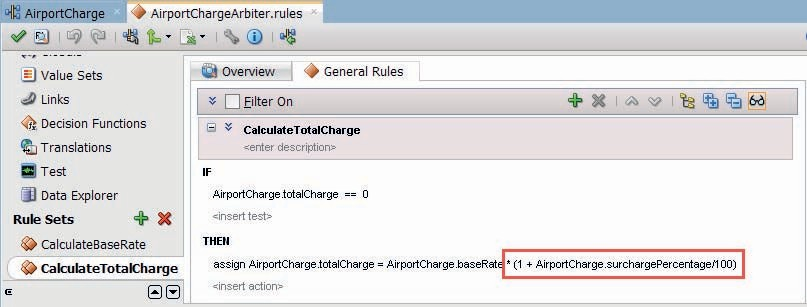 AirportCharge
AirportChargeArbiter.rules
Value Sets
Links
Decision Functions
Translations
Test
Data Explorer
Rule Sets
CalculateBaseRate
CalculateTotalCharge
Overview
General Rules
Filter On
CalculateTotalCharge
<enter description>
IF
AirportCharge.totalCharge == 0
<insert test>
THEN
assign AirportCharge.totalCharge = AirportCharge.baseRate * (1 + AirportCharge.surchargePercentage/100)
<insert action>